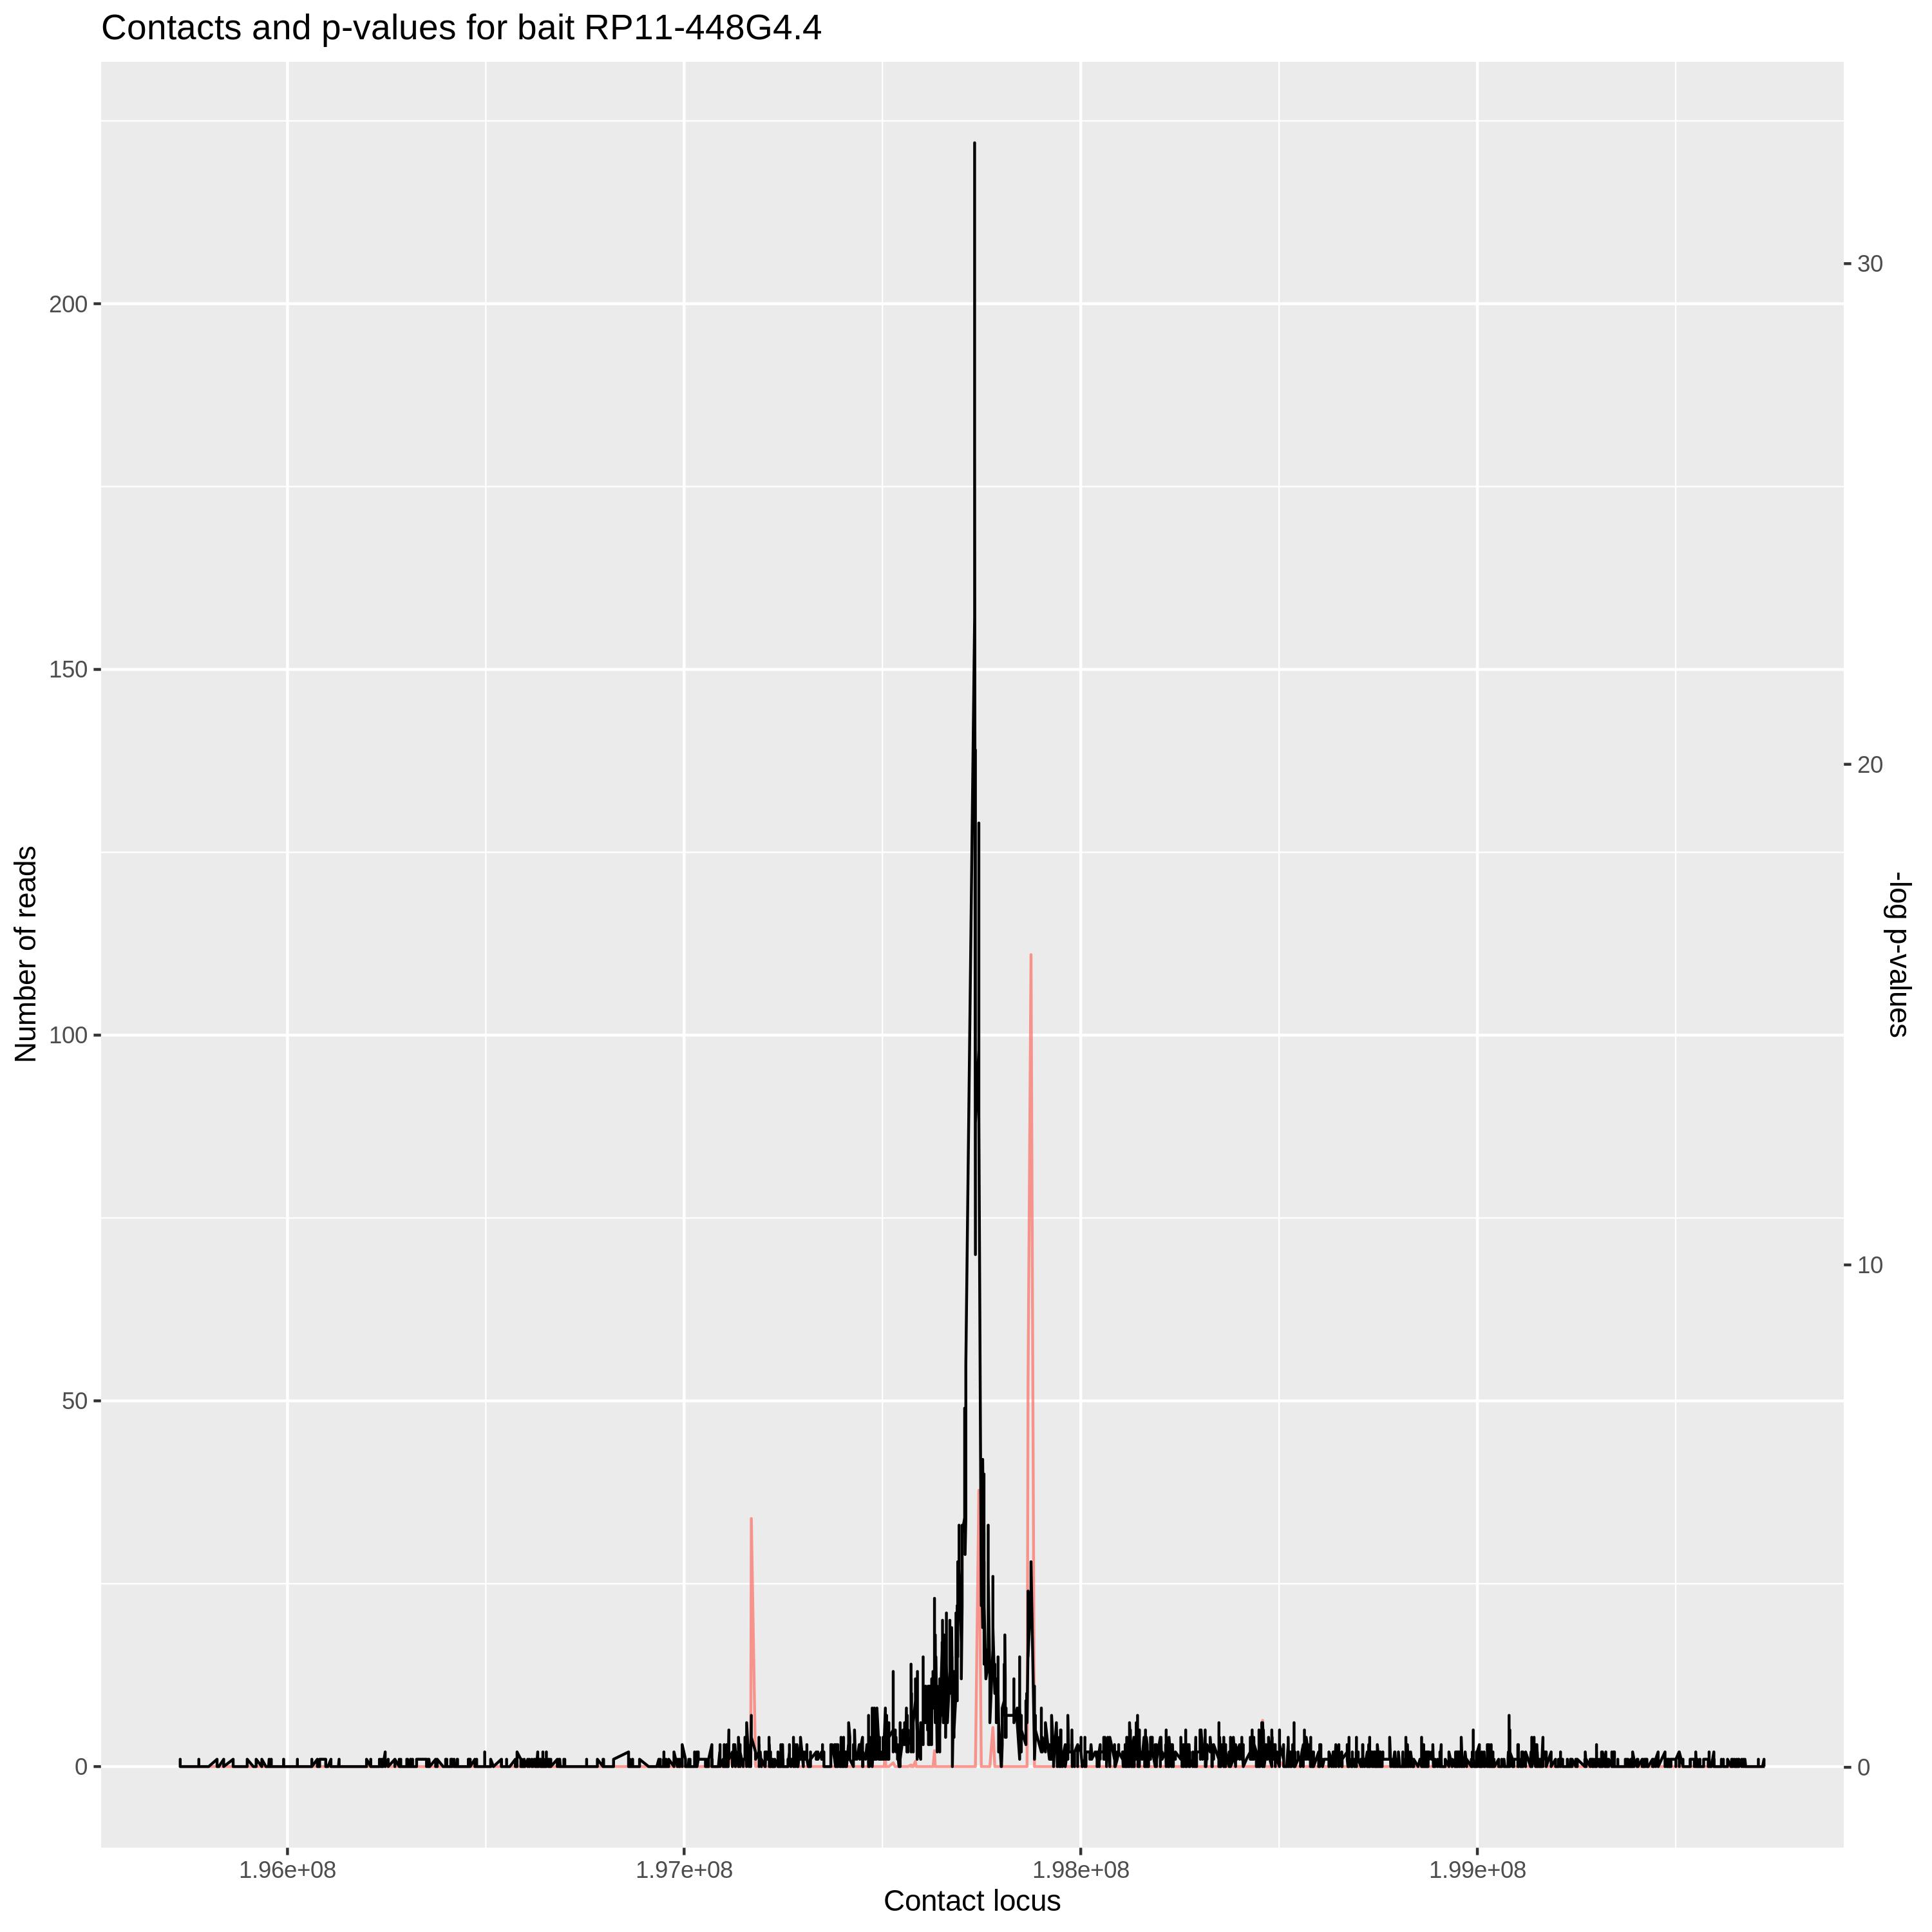 Contacts and p-values for bait RP11-448G4.4
Number of reads
200
150
100
50
0
30
20
10
0
-log p-values
1.96e+08
1.97e+08
1.98e+08
1.99e+08
Contact locus